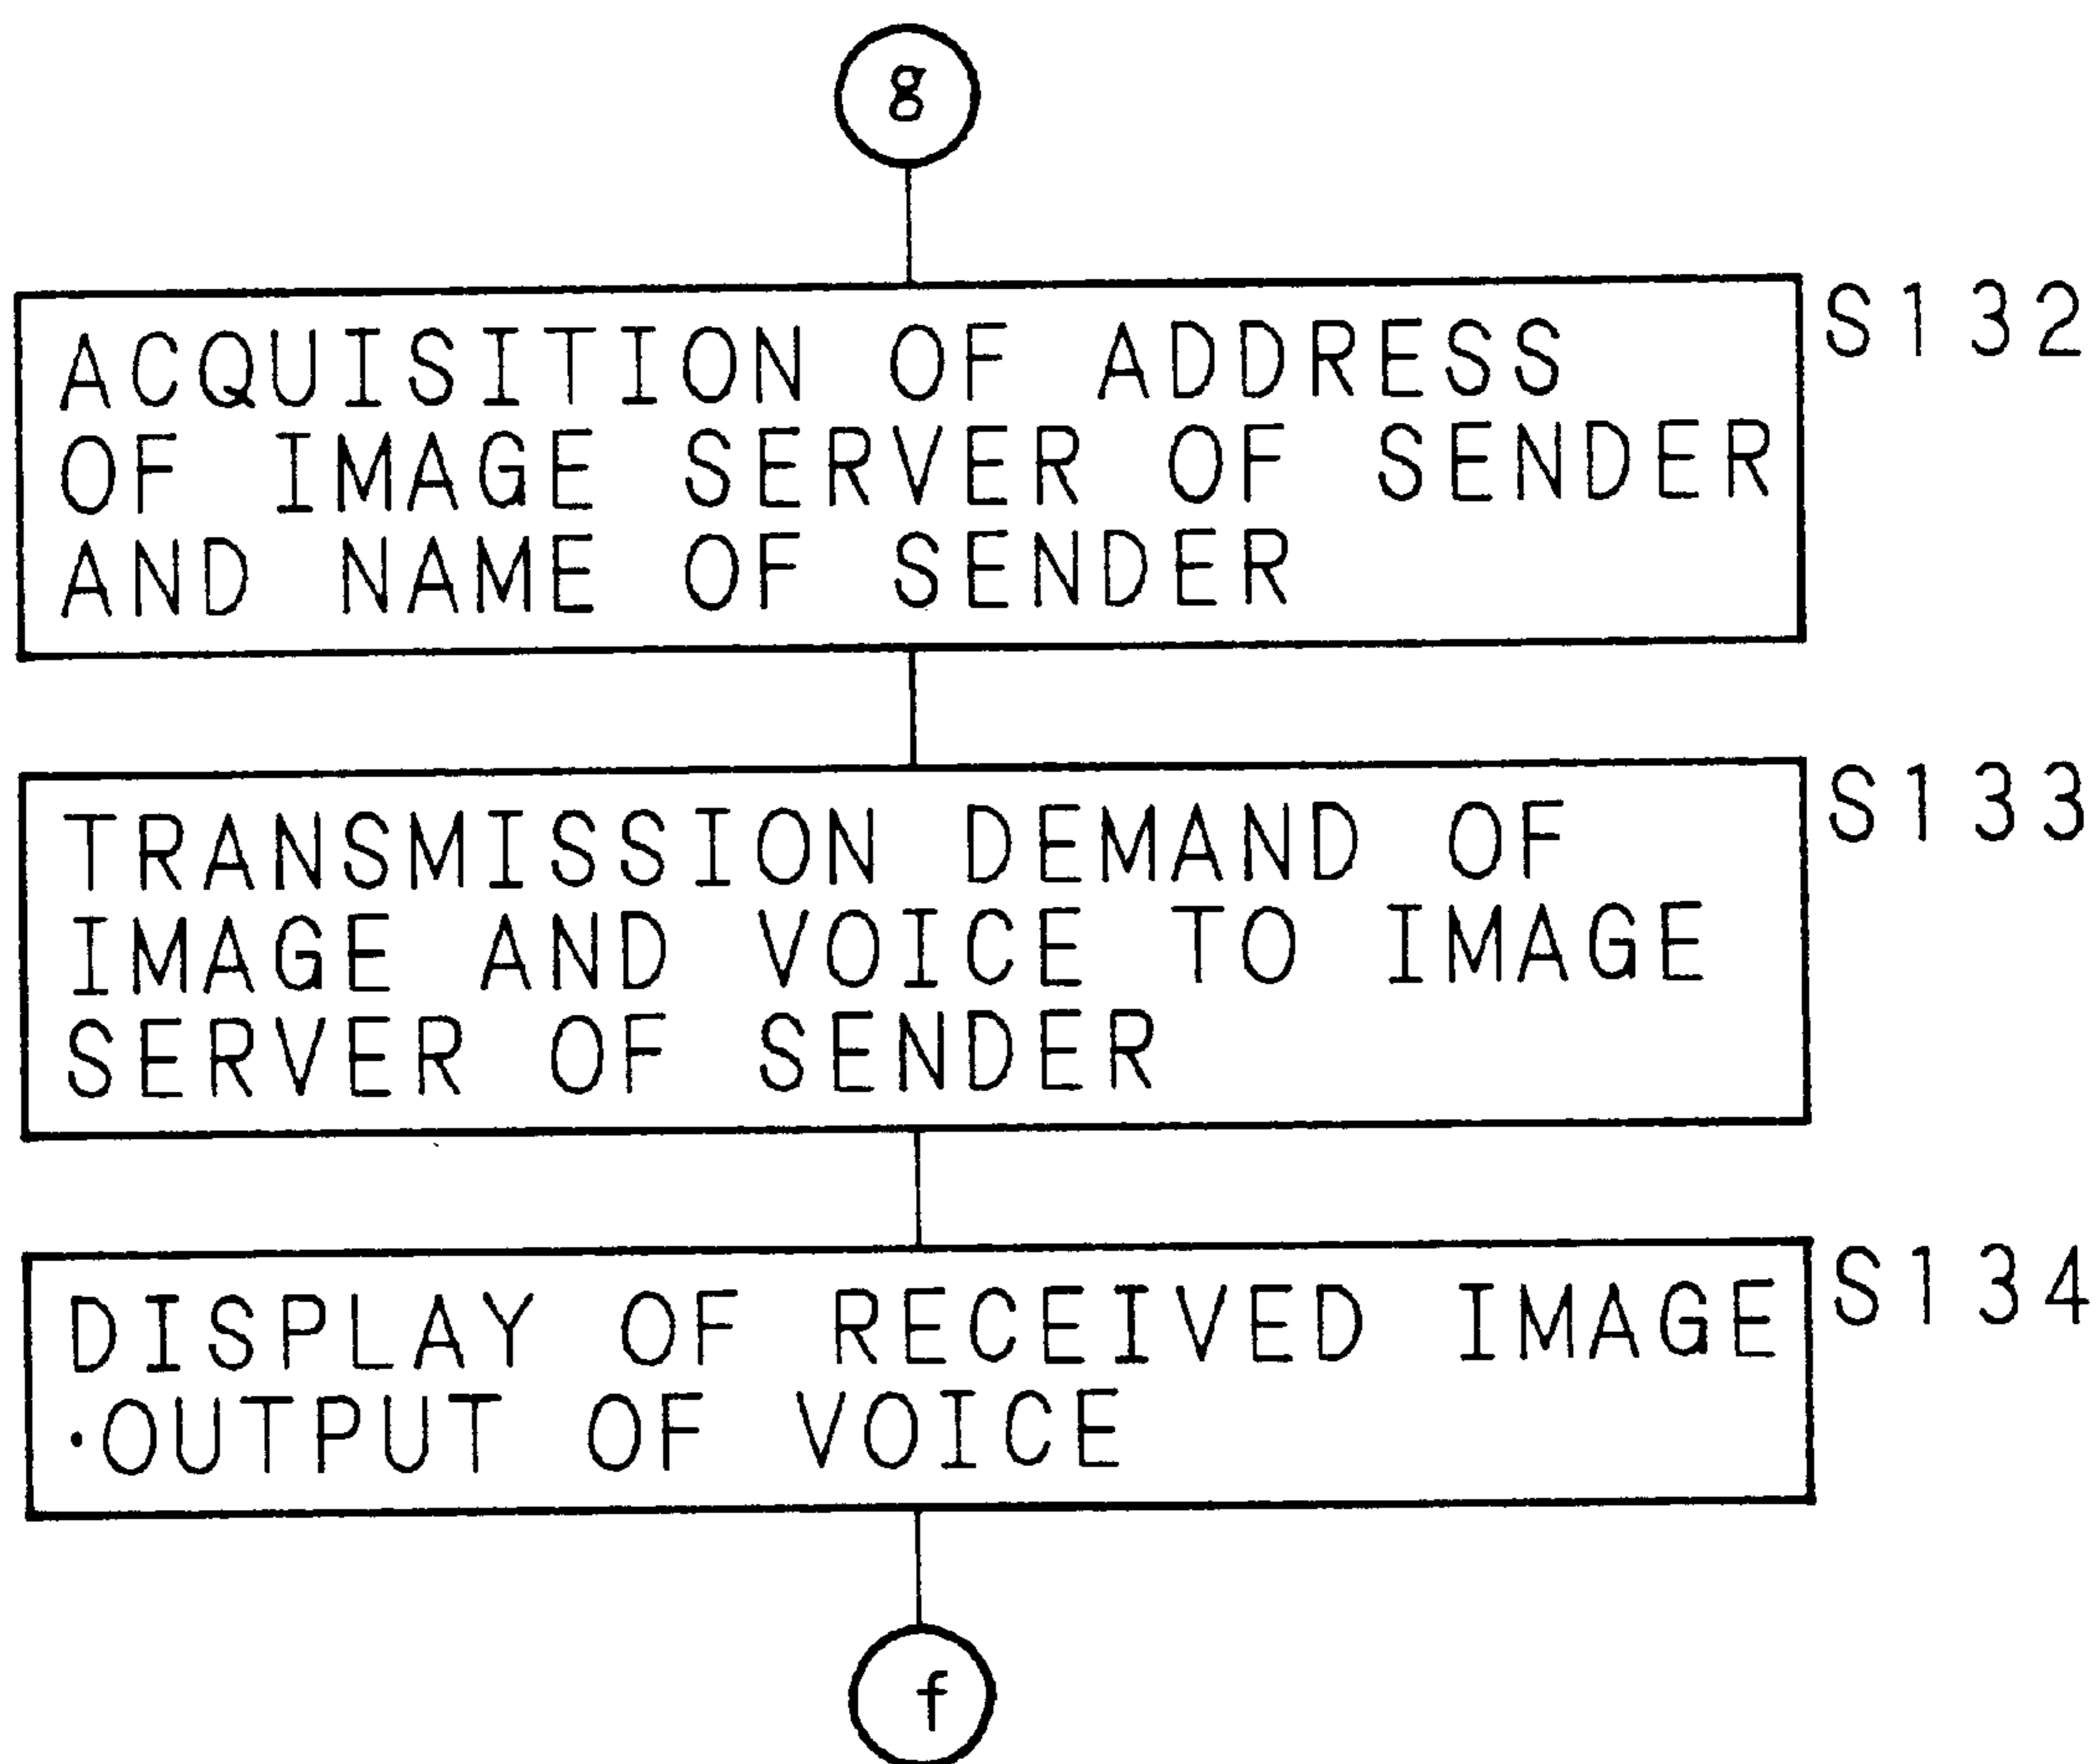 g
ACQUISITION OF ADDRESS
OF IMAGE SERVER OF SENDER
AND NAME OF SENDER
S132
TRANSMISSION DEMAND OF
IMAGE AND VOICE TO IMAGE
SERVER OF SENDER
S133
DISPLAY OF RECEIVED IMAGE
·OUTPUT OF VOICE
S134
f